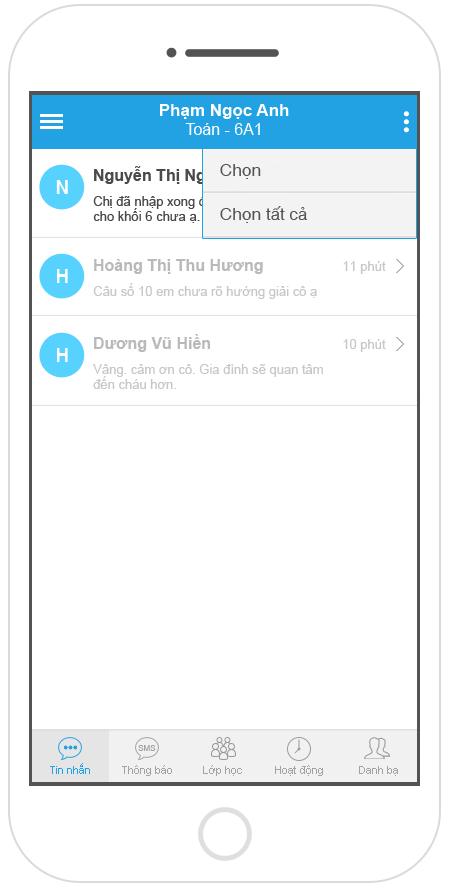 Phạm Ngọc Anh
Toán - 6A1
Chọn
Chọn tất cả
N
Nguyễn Thị
Chị đã nhập xong
cho khối 6 chưa ạ.
H
Hoàng Thị Thu Hương
11 phút
Câu số 10 em chưa rõ hướng giải cô ạ
H
Dương Vũ Hiền
10 phút
Vâng. cảm ơn cô. Gia đình sẽ quan tâm
đến cháu hơn.
Tin nhắn
SMS
Thông báo
Lớp học
Hoạt động
Danh bạ